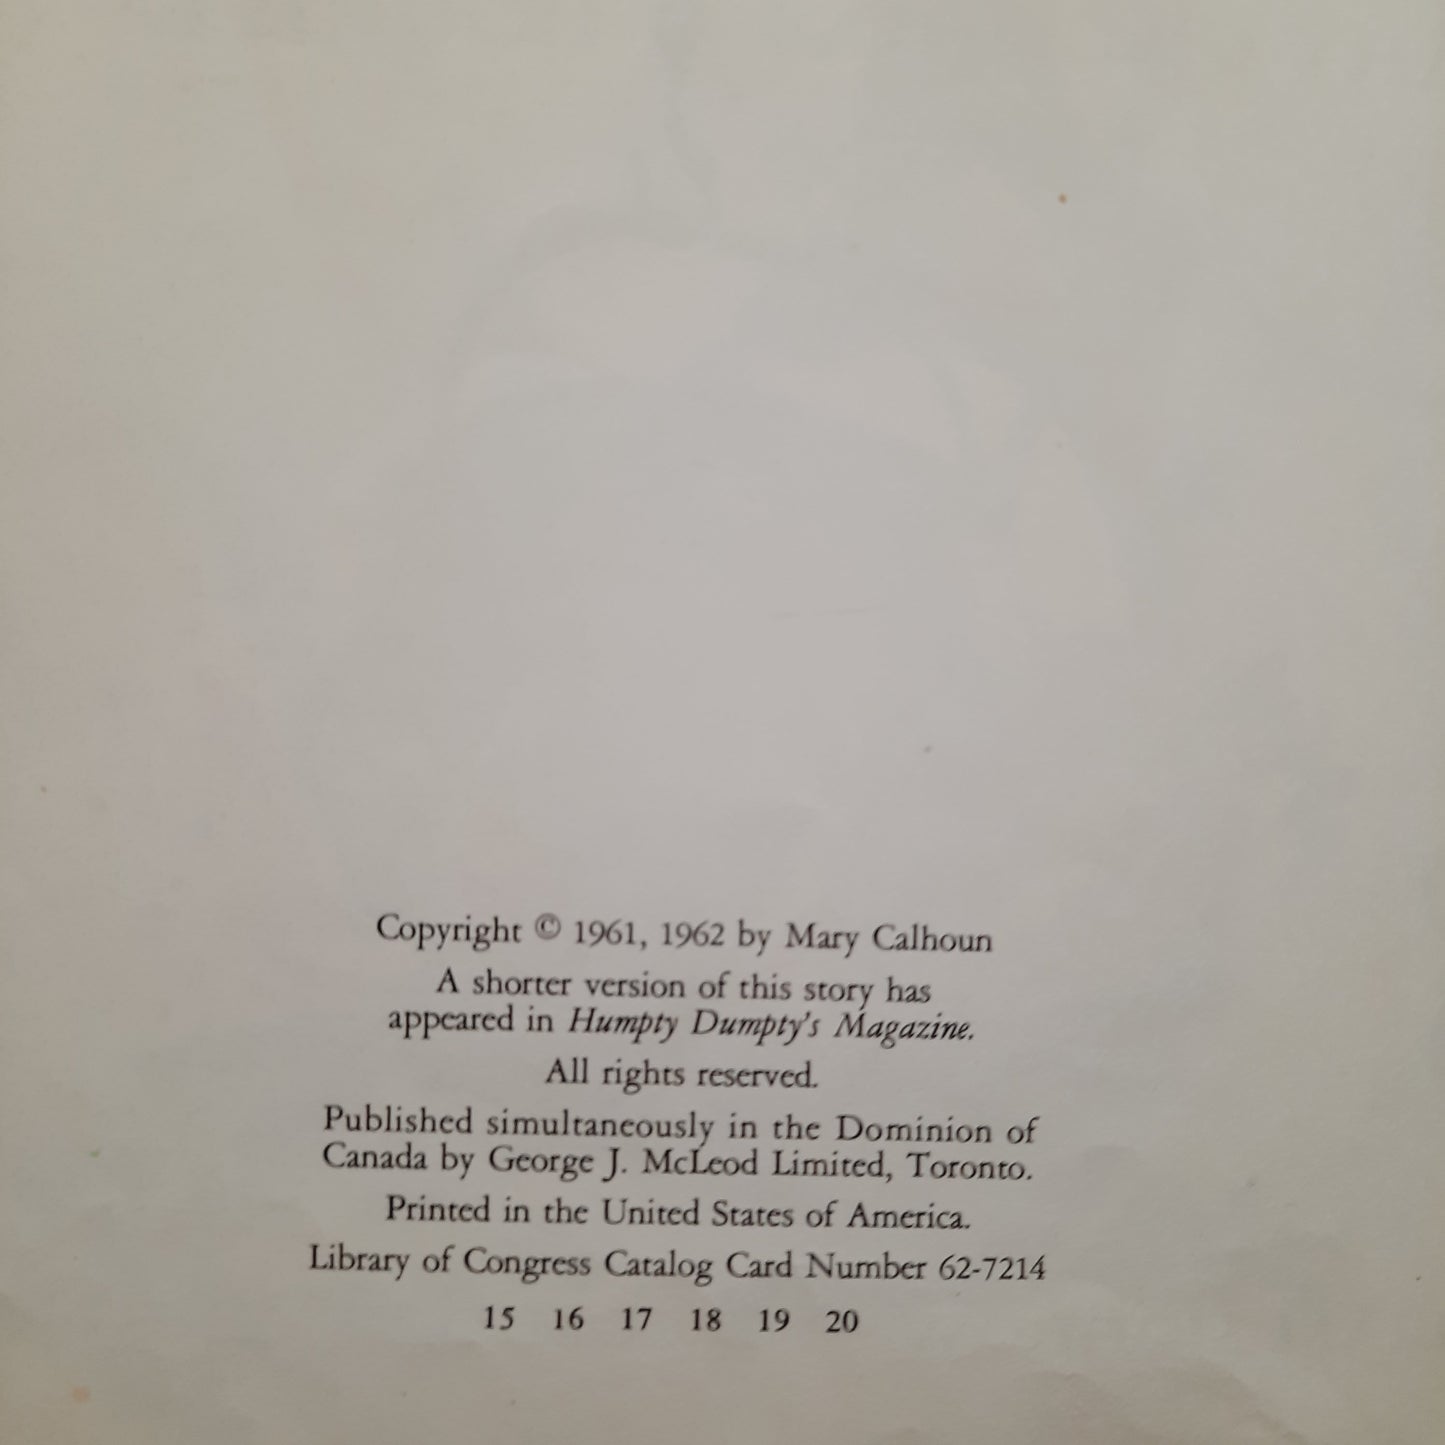 Copyright © 1961, 1962 by Mary Calhoun
A shorter version of this story has
appeared in Humpty Dumpty's Magazine.
All rights reserved.
Published simultaneously in the Dominion of
Canada by George J. McLeod Limited, Toronto.
Printed in the United States of America.
Library of Congress Catalog Card Number 62-7214
15 16 17 18 19 20